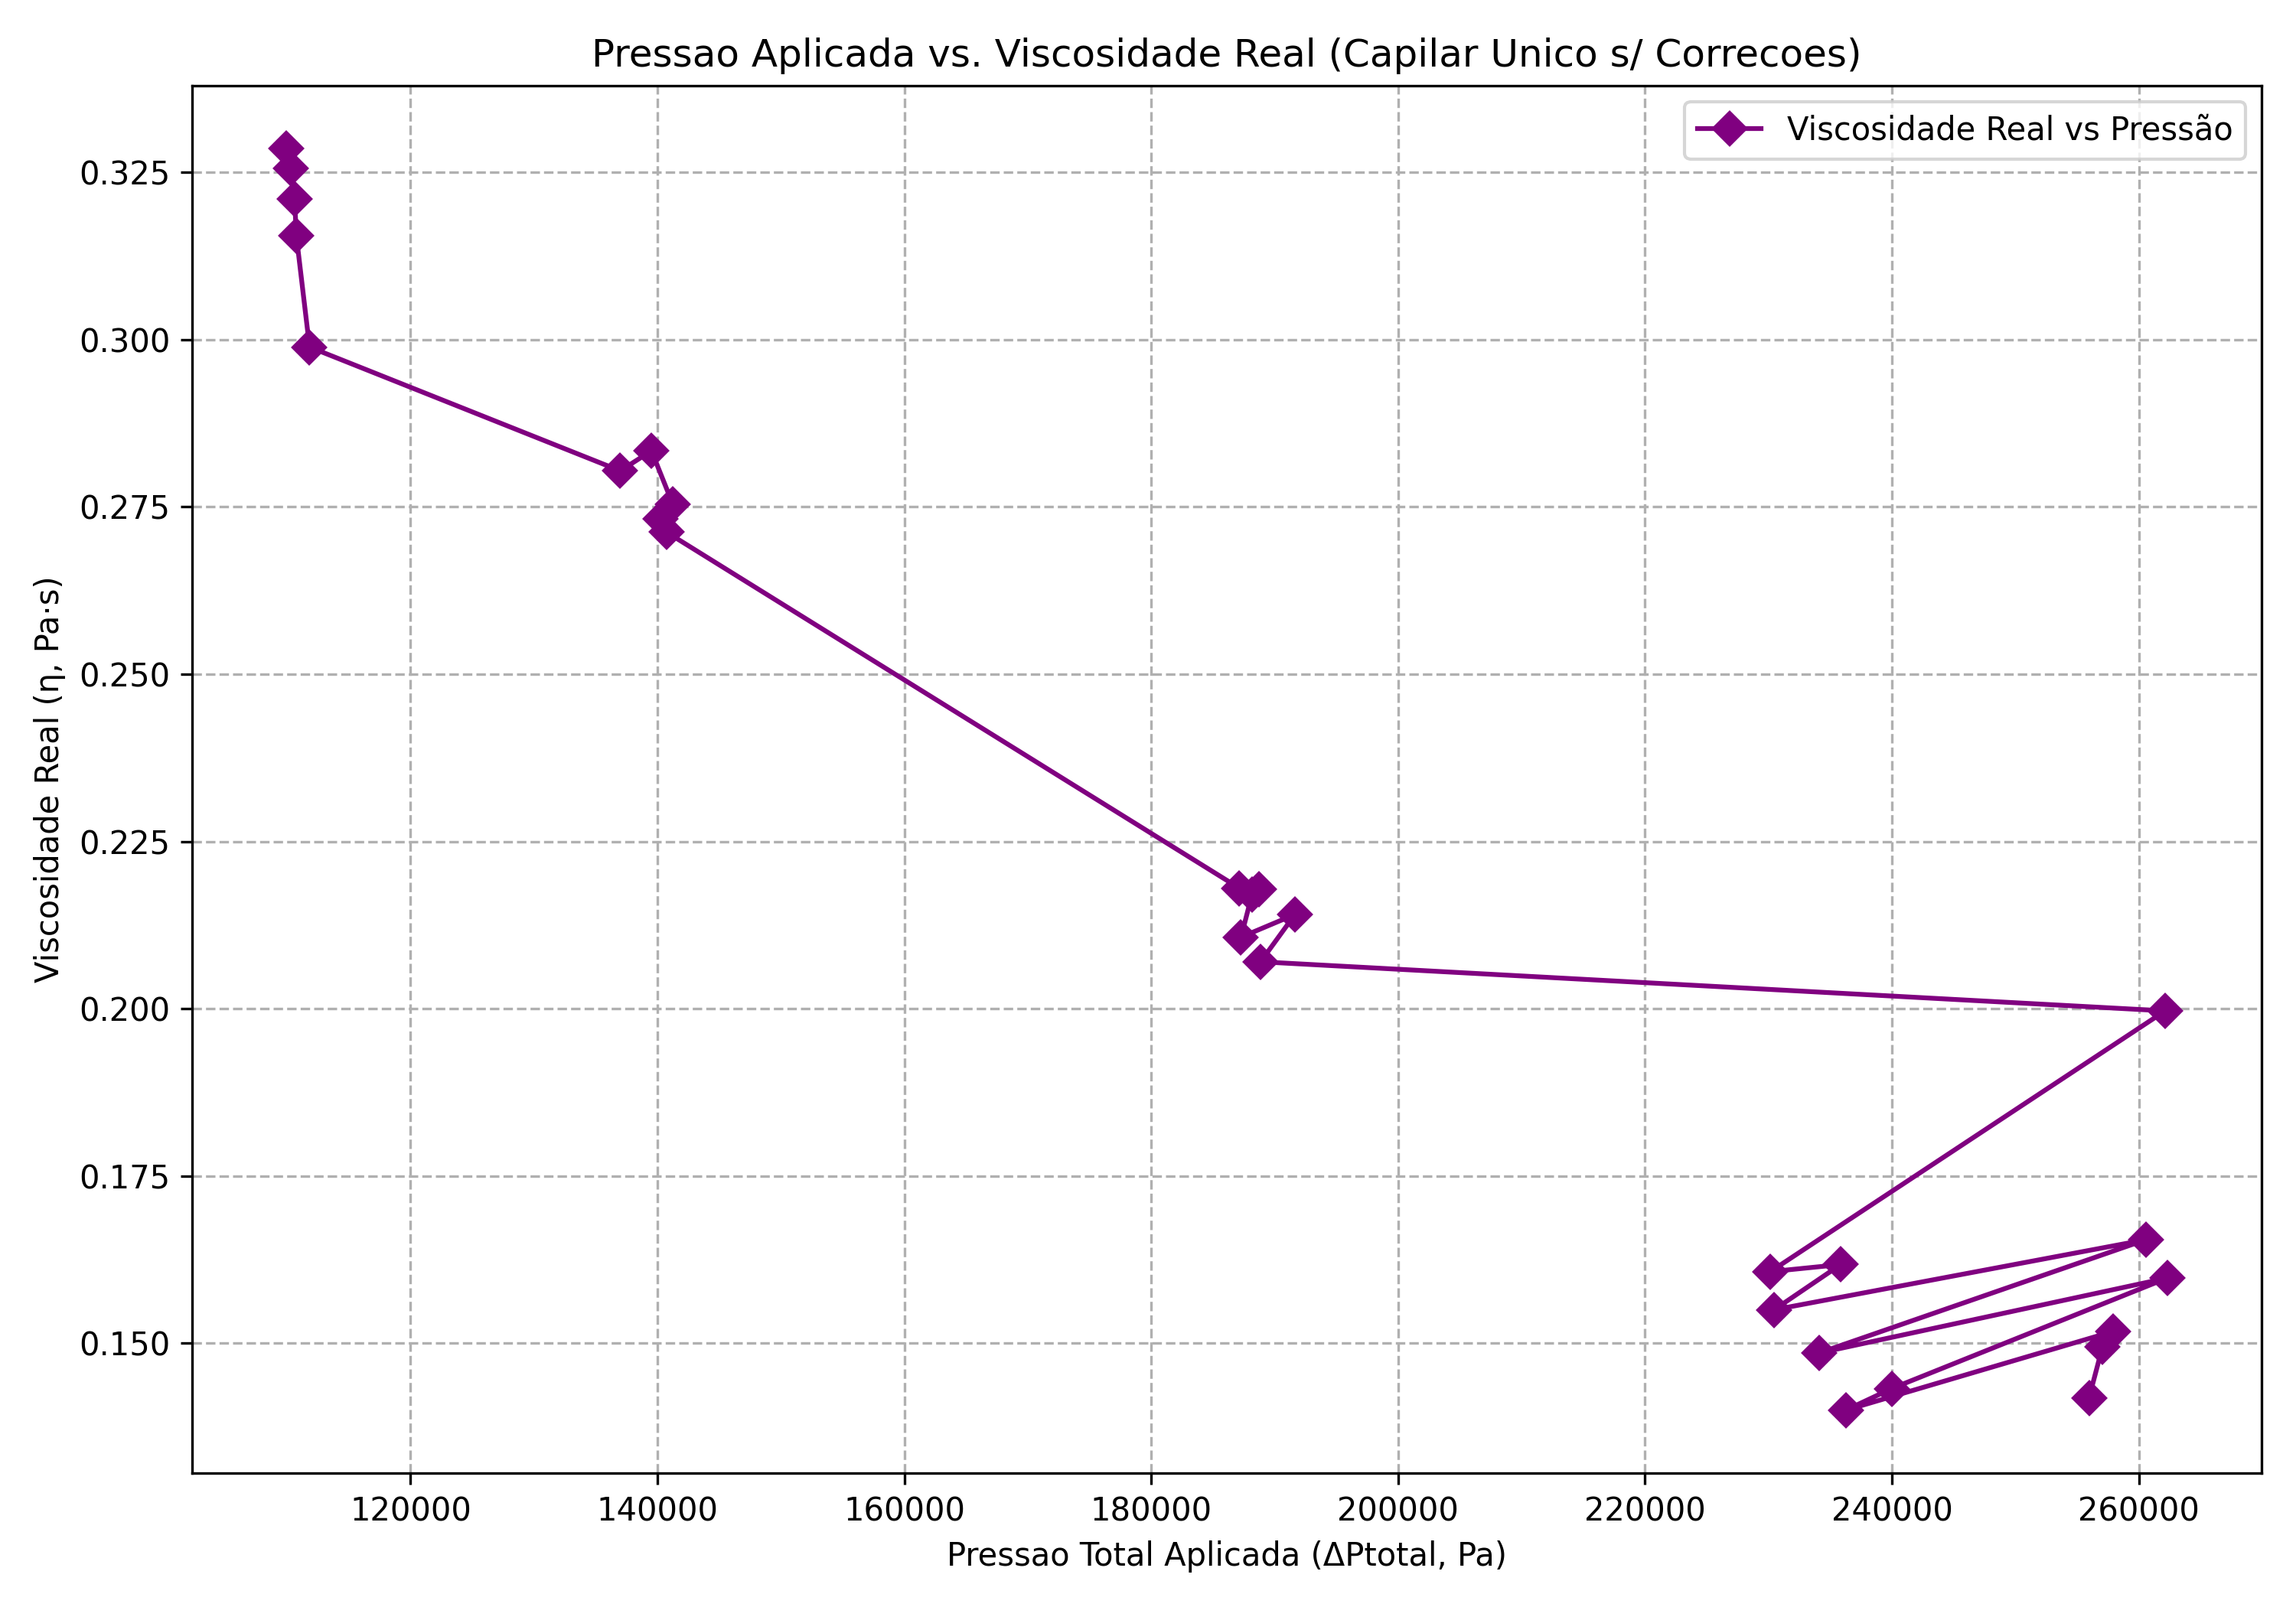 Pressao Aplicada vs. Viscosidade Real (Capilar Unico s/ Correcoes)
Viscosidade Real vs Pressão
0.325
0.300
0.275
0.250
0.225
0.200
0.175
0.150
Viscosidade Real (η, Pa·s)
120000 140000 160000 180000 200000 220000 240000 260000
Pressao Total Aplicada (ΔPtotal, Pa)